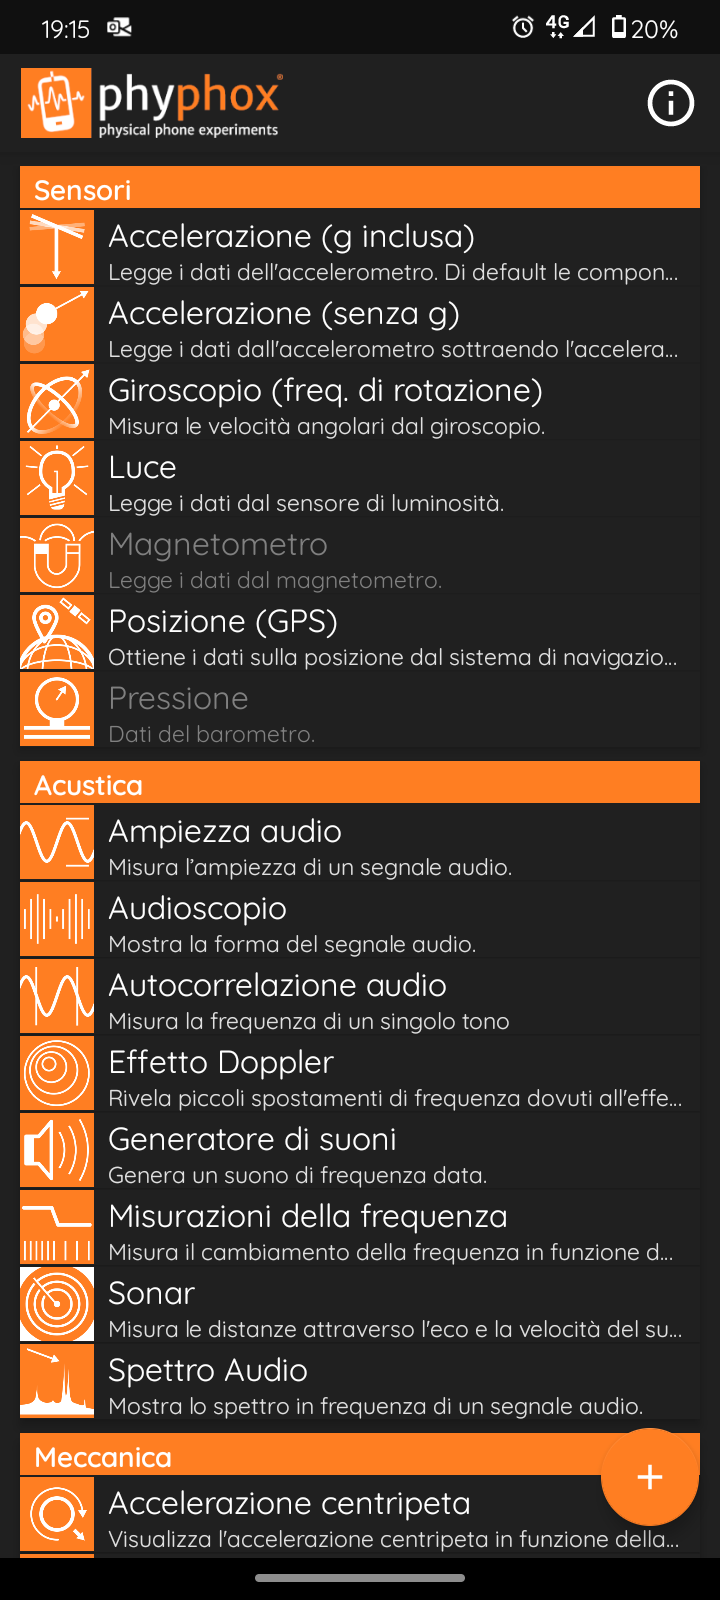 19:15
4G
20%
phyphox®
physical phone experiments
Sensori
Accelerazione (g inclusa)
Legge i dati dell'accelerometro. Di default le compon...
Accelerazione (senza g)
Legge i dati dall'accelerometro sottraendo l'accelera...
Giroscopio (freq. di rotazione)
Misura le velocità angolari dal giroscopio.
Luce
Legge i dati dal sensore di luminosità.
Magnetometro
Legge i dati dal magnetometro.
Posizione (GPS)
Ottiene i dati sulla posizione dal sistema di navigazio...
Pressione
Dati del barometro.
Acustica
Ampiezza audio
Misura l’ampiezza di un segnale audio.
Audioscopio
Mostra la forma del segnale audio.
Autocorrelazione audio
Misura la frequenza di un singolo tono
Effetto Doppler
Rivela piccoli spostamenti di frequenza dovuti all'effe...
Generatore di suoni
Genera un suono di frequenza data.
Misurazioni della frequenza
Misura il cambiamento della frequenza in funzione d...
Sonar
Misura le distanze attraverso l'eco e la velocità del su...
Spettro Audio
Mostra lo spettro in frequenza di un segnale audio.
Meccanica
+
Accelerazione centripeta
Visualizza l'accelerazione centripeta in funzione della...